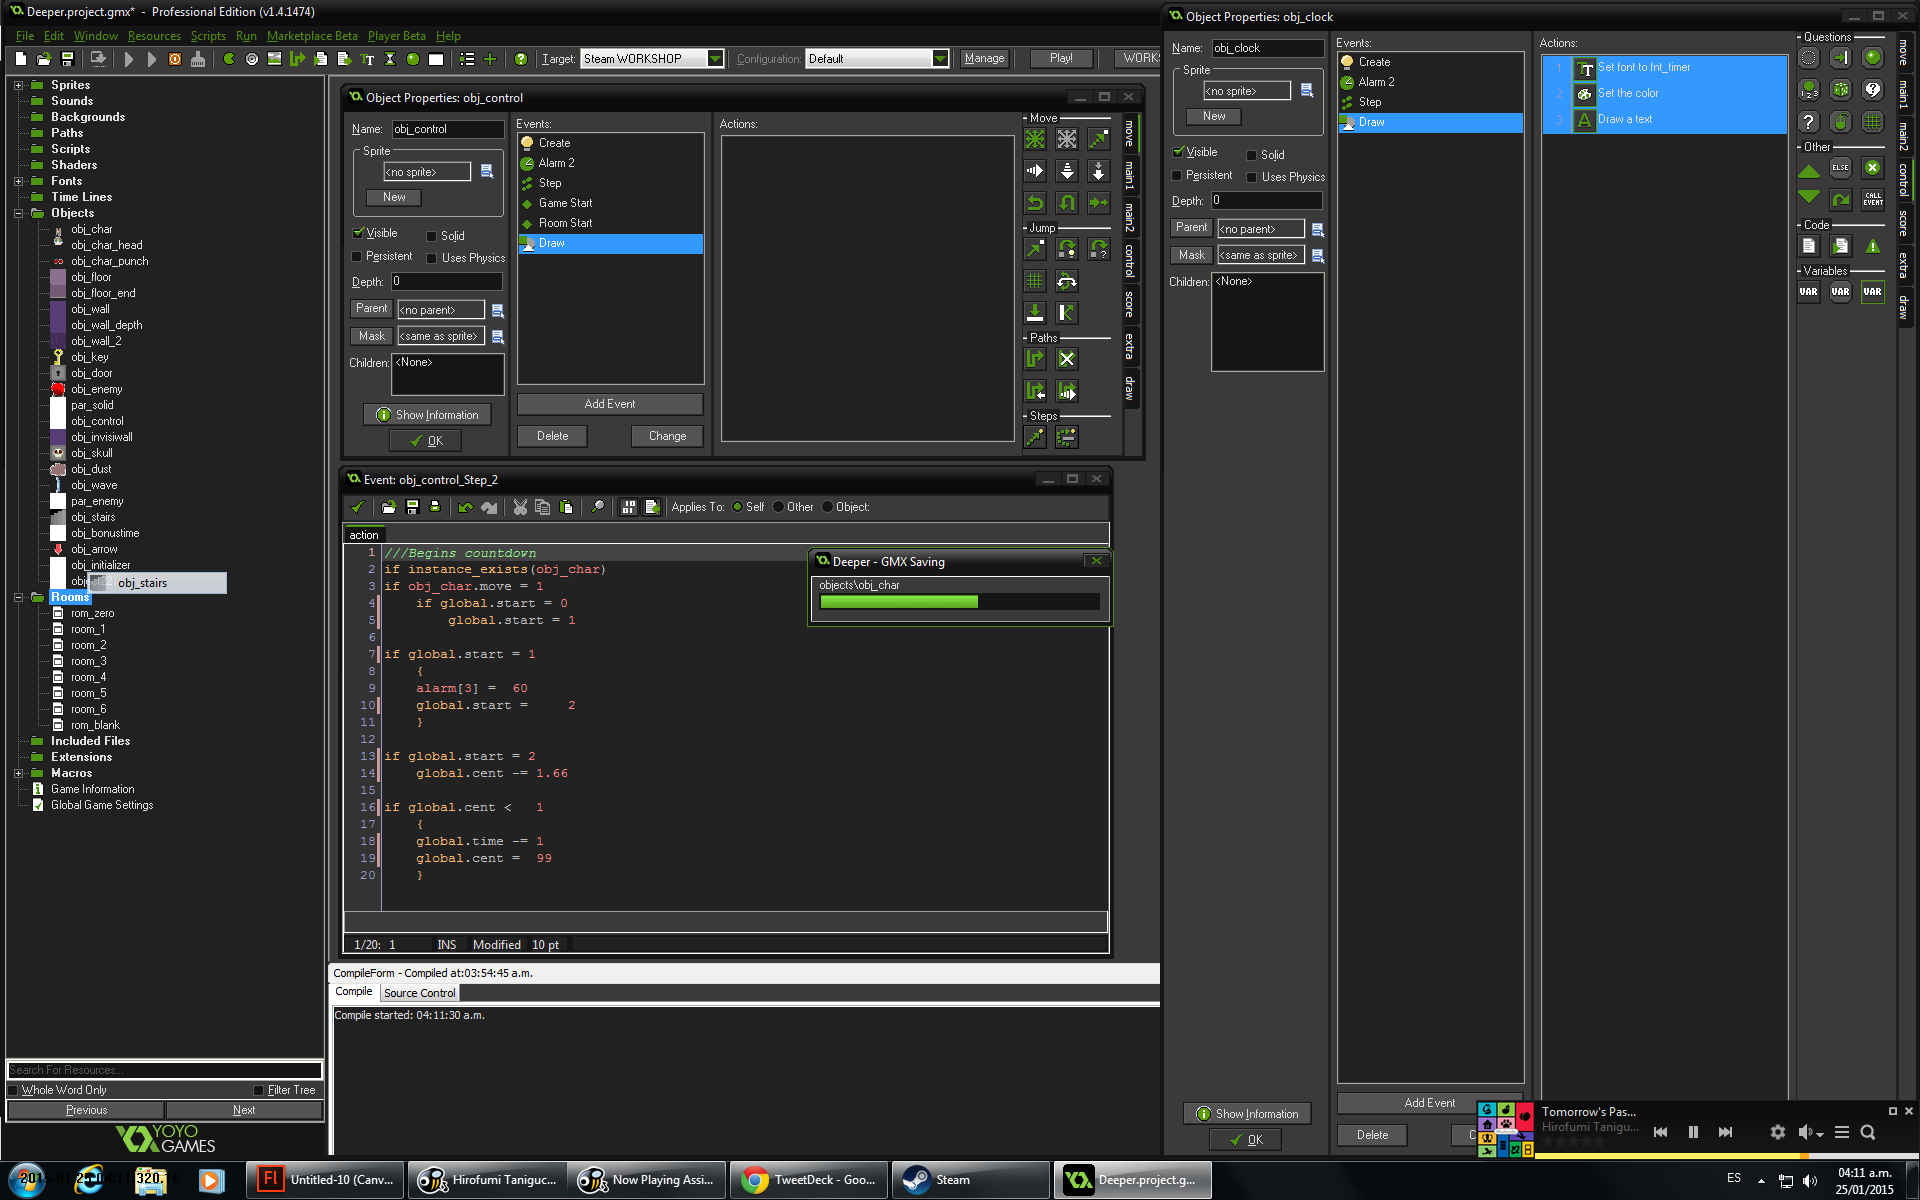 Deeper.project.gmx* - Professional Edition (v1.4.1474)
File Edit Window Resources Scripts Run Marketplace Beta Player Beta Help
Target: Steam WORKSHOP Configuration: Default Manage Play! WORKS
Sprites
Sounds
Backgrounds
Paths
Scripts
Shaders
Fonts
Time Lines
Objects
obj_char
obj_char_head
obj_char_punch
obj_floor
obj_floor_end
obj_wall
obj_wall_depth
obj_wall_2
obj_key
obj_door
obj_enemy
par_solid
obj_control
obj_invisiwall
obj_skull
obj_dust
obj_wave
par_enemy
obj_stairs
obj_bonustime
obj_arrow
obj_initializer
obj_stairs
Rooms
rom_zero
room_1
room_2
room_3
room_4
room_5
room_6
rom_blank
Included Files
Extensions
Macros
Game Information
Global Game Settings
Search For Resources...
Whole Word Only Filter Tree
Previous Next
YOYO
GAMES
Object Properties: obj_control
Name: obj_control
Sprite
<no sprite>
New
Visible Solid
Persistent Uses Physics
Depth: 0
Parent <no parent>
Mask <same as sprite>
Children: <None>
Show Information
OK
Events:
Create
Alarm 2
Step
Game Start
Room Start
Draw
Add Event
Delete Change
Actions:
Move
Jump
Paths
Steps
move
main1
main2
control
score
extra
draw
Event: obj_control_Step_2
Applies To: Self Other Object:
action
1 ///Begins countdown
2 if instance_exists(obj_char)
3 if obj_char.move = 1
4 if global.start = 0
5 global.start = 1
6
7 if global.start = 1
8 {
9 alarm[3] = 60
10 global.start = 2
11 }
12
13 if global.start = 2
14 global.cent -= 1.66
15
16 if global.cent < 1
17 {
18 global.time -= 1
19 global.cent = 99
20 }
1/20: 1 INS Modified 10 pt
Deeper - GMX Saving
objects\obj_char
CompileForm - Compiled at:03:54:45 a.m.
Compile Source Control
Compile started: 04:11:30 a.m.
Object Properties: obj_clock
Name: obj_clock
Sprite
<no sprite>
New
Visible Solid
Persistent Uses Physics
Depth: 0
Parent <no parent>
Mask <same as sprite>
Children: <None>
Show Information
OK
Events:
Create
Alarm 2
Step
Draw
Add Event
Delete
Actions:
1 Set font to fnt_timer
2 Set the color
3 Draw a text
Questions
Other
ELSE
CALL EVENT
Code
Variables
VAR VAR VAR
move
main1
main2
control
score
extra
draw
Tomorrow's Pas...
Hirofumi Tanigu...
Untitled-10 (Canv...
Hirofumi Taniguc...
Now Playing Assi...
TweetDeck - Goo...
Steam
Deeper.project.g...
ES
04:11 a.m.
25/01/2015